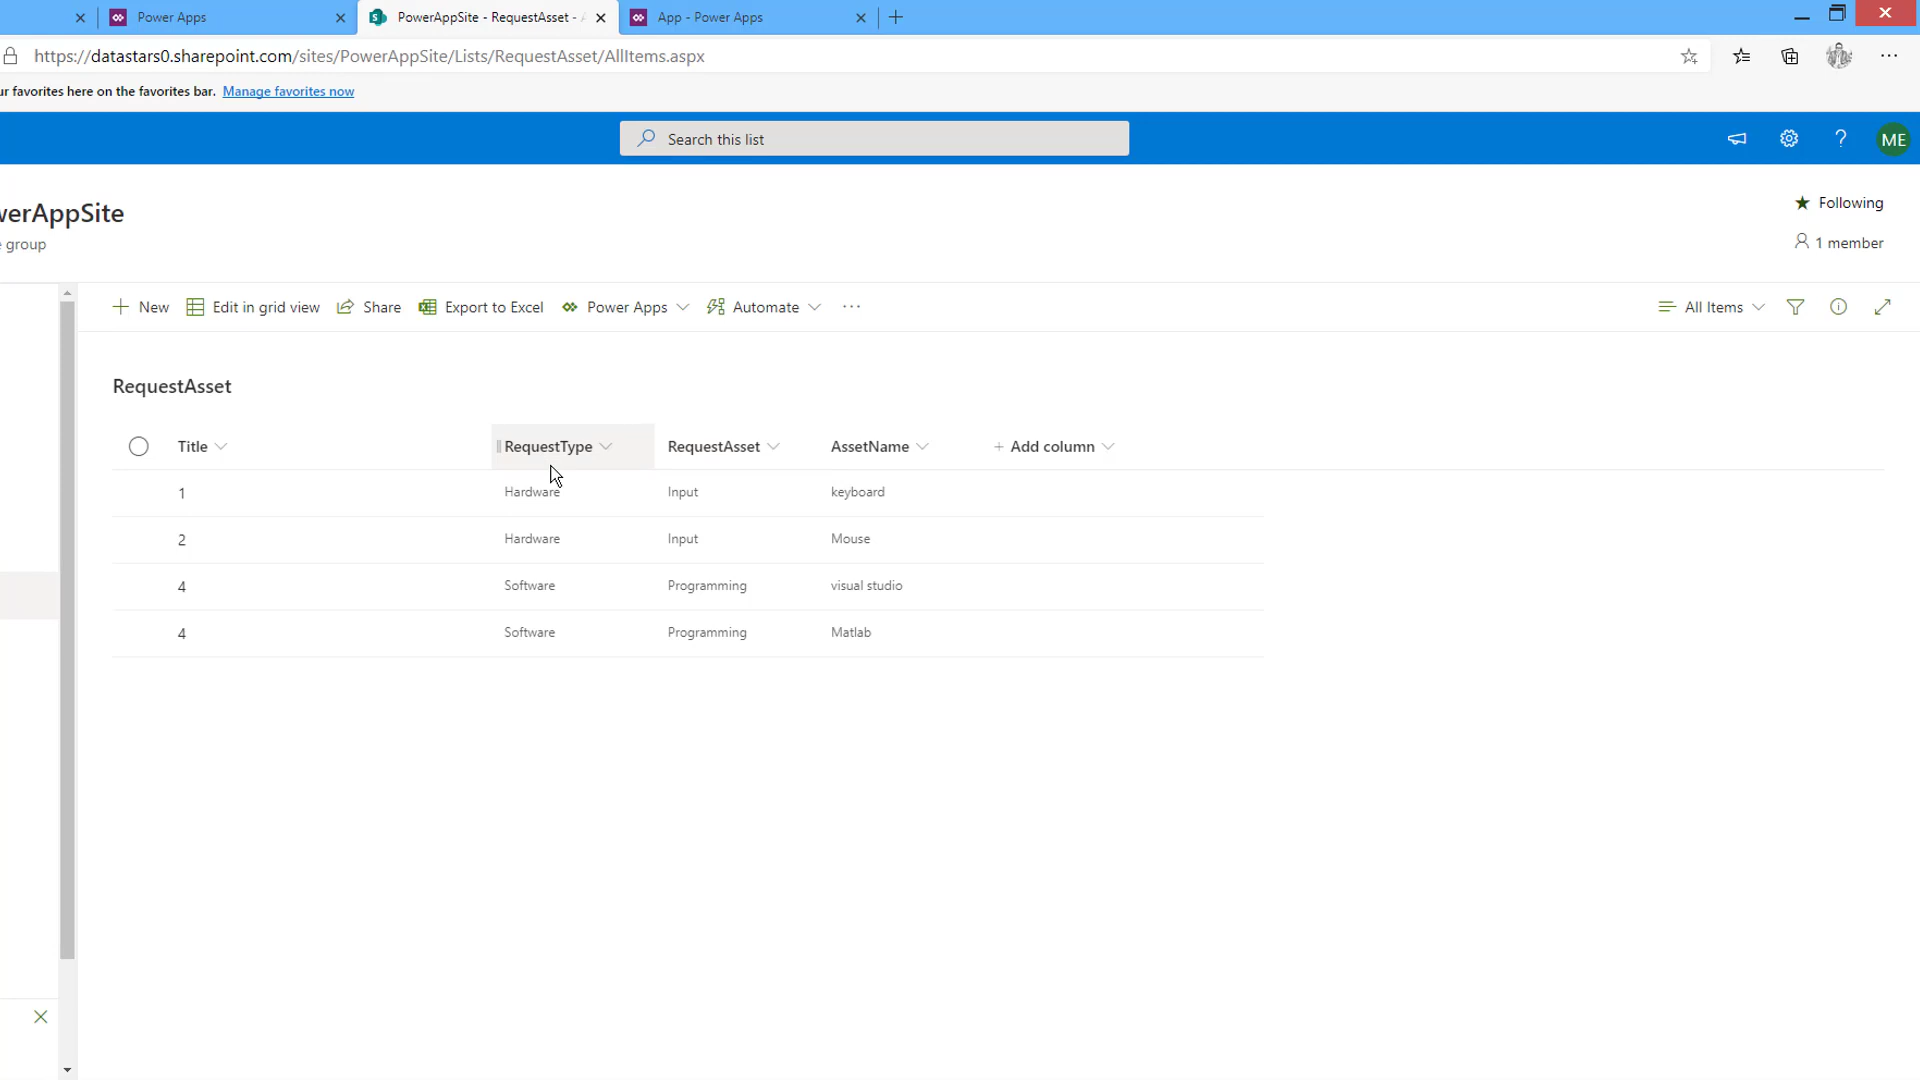 Power Apps
PowerAppSite - RequestAsset -
App - Power Apps
https://datastars0.sharepoint.com/sites/PowerAppSite/Lists/RequestAsset/AllItems.aspx
ur favorites here on the favorites bar. Manage favorites now
Search this list
ME
werAppSite
Following
e group
1 member
New
Edit in grid view
Share
Export to Excel
Power Apps
Automate
All Items
RequestAsset
Title RequestType RequestAsset AssetName + Add column
1 Hardware Input keyboard
2 Hardware Input Mouse
4 Software Programming visual studio
4 Software Programming Matlab